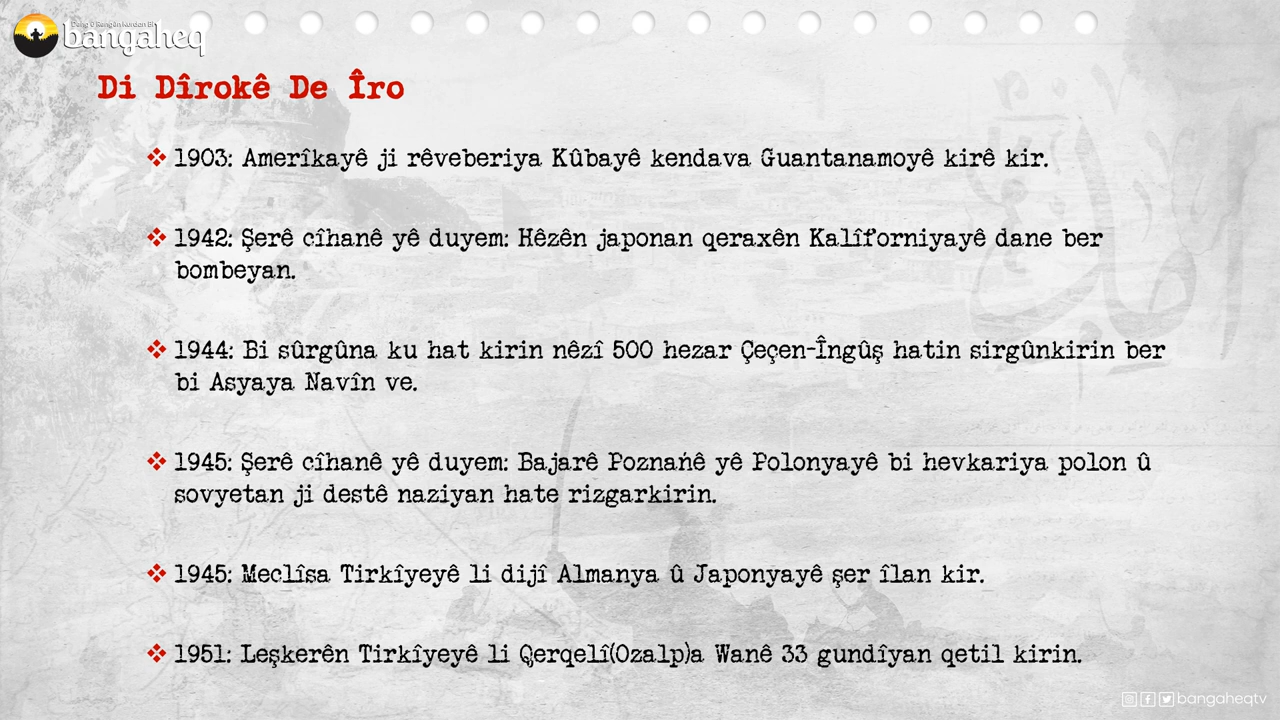 Deng û Rengên Kurdan Bi
bangaheq
Di Dîrokê De Îro
❖ 1903: Amerîkayê ji rêveberiya Kûbayê kendava Guantanamoyê kirê kir.
❖ 1942: Şerê cîhanê yê duyem: Hêzên japonan qeraxên Kalîforniyayê dane ber
bombeyan.
❖ 1944: Bi sûrgûna ku hat kirin nêzî 500 hezar Çeçen-Îngûş hatin sirgûnkirin ber
bi Asyaya Navîn ve.
❖ 1945: Şerê cîhanê yê duyem: Bajarê Poznańê yê Polonyayê bi hevkariya polon û
sovyetan ji destê naziyan hate rizgarkirin.
❖ 1945: Meclîsa Tirkîyeyê li dijî Almanya û Japonyayê şer îlan kir.
❖ 1951: Leşkerên Tirkîyeyê li Qerqelî(Ozalp)a Wanê 33 gundîyan qetil kirin.
bangaheqtv